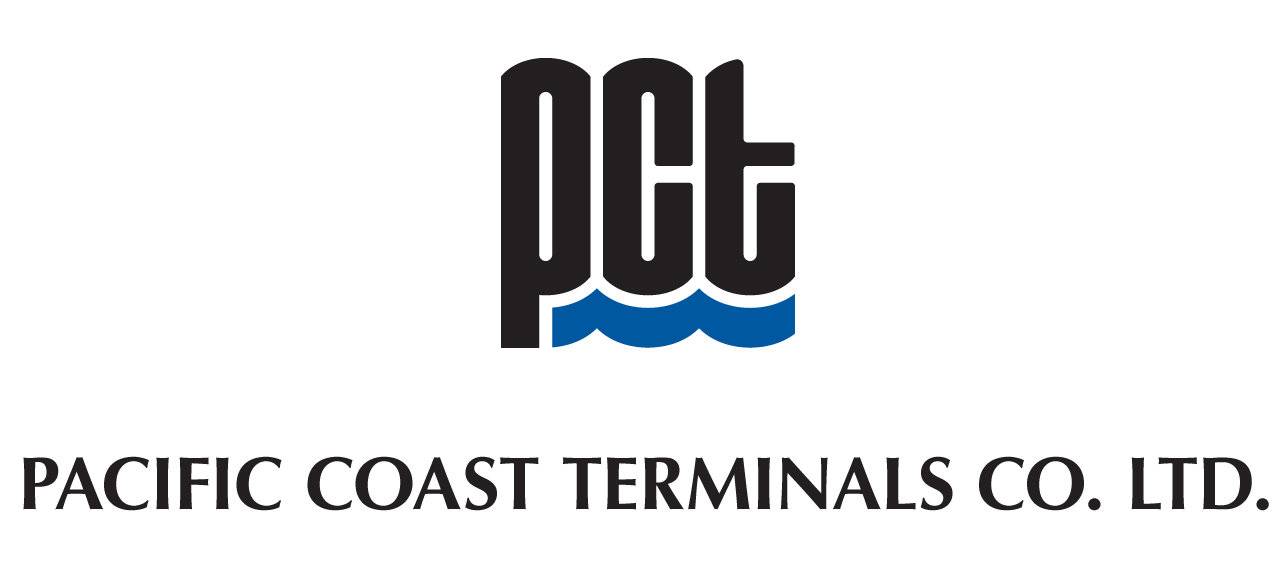 pct
PACIFIC COAST TERMINALS CO. LTD.